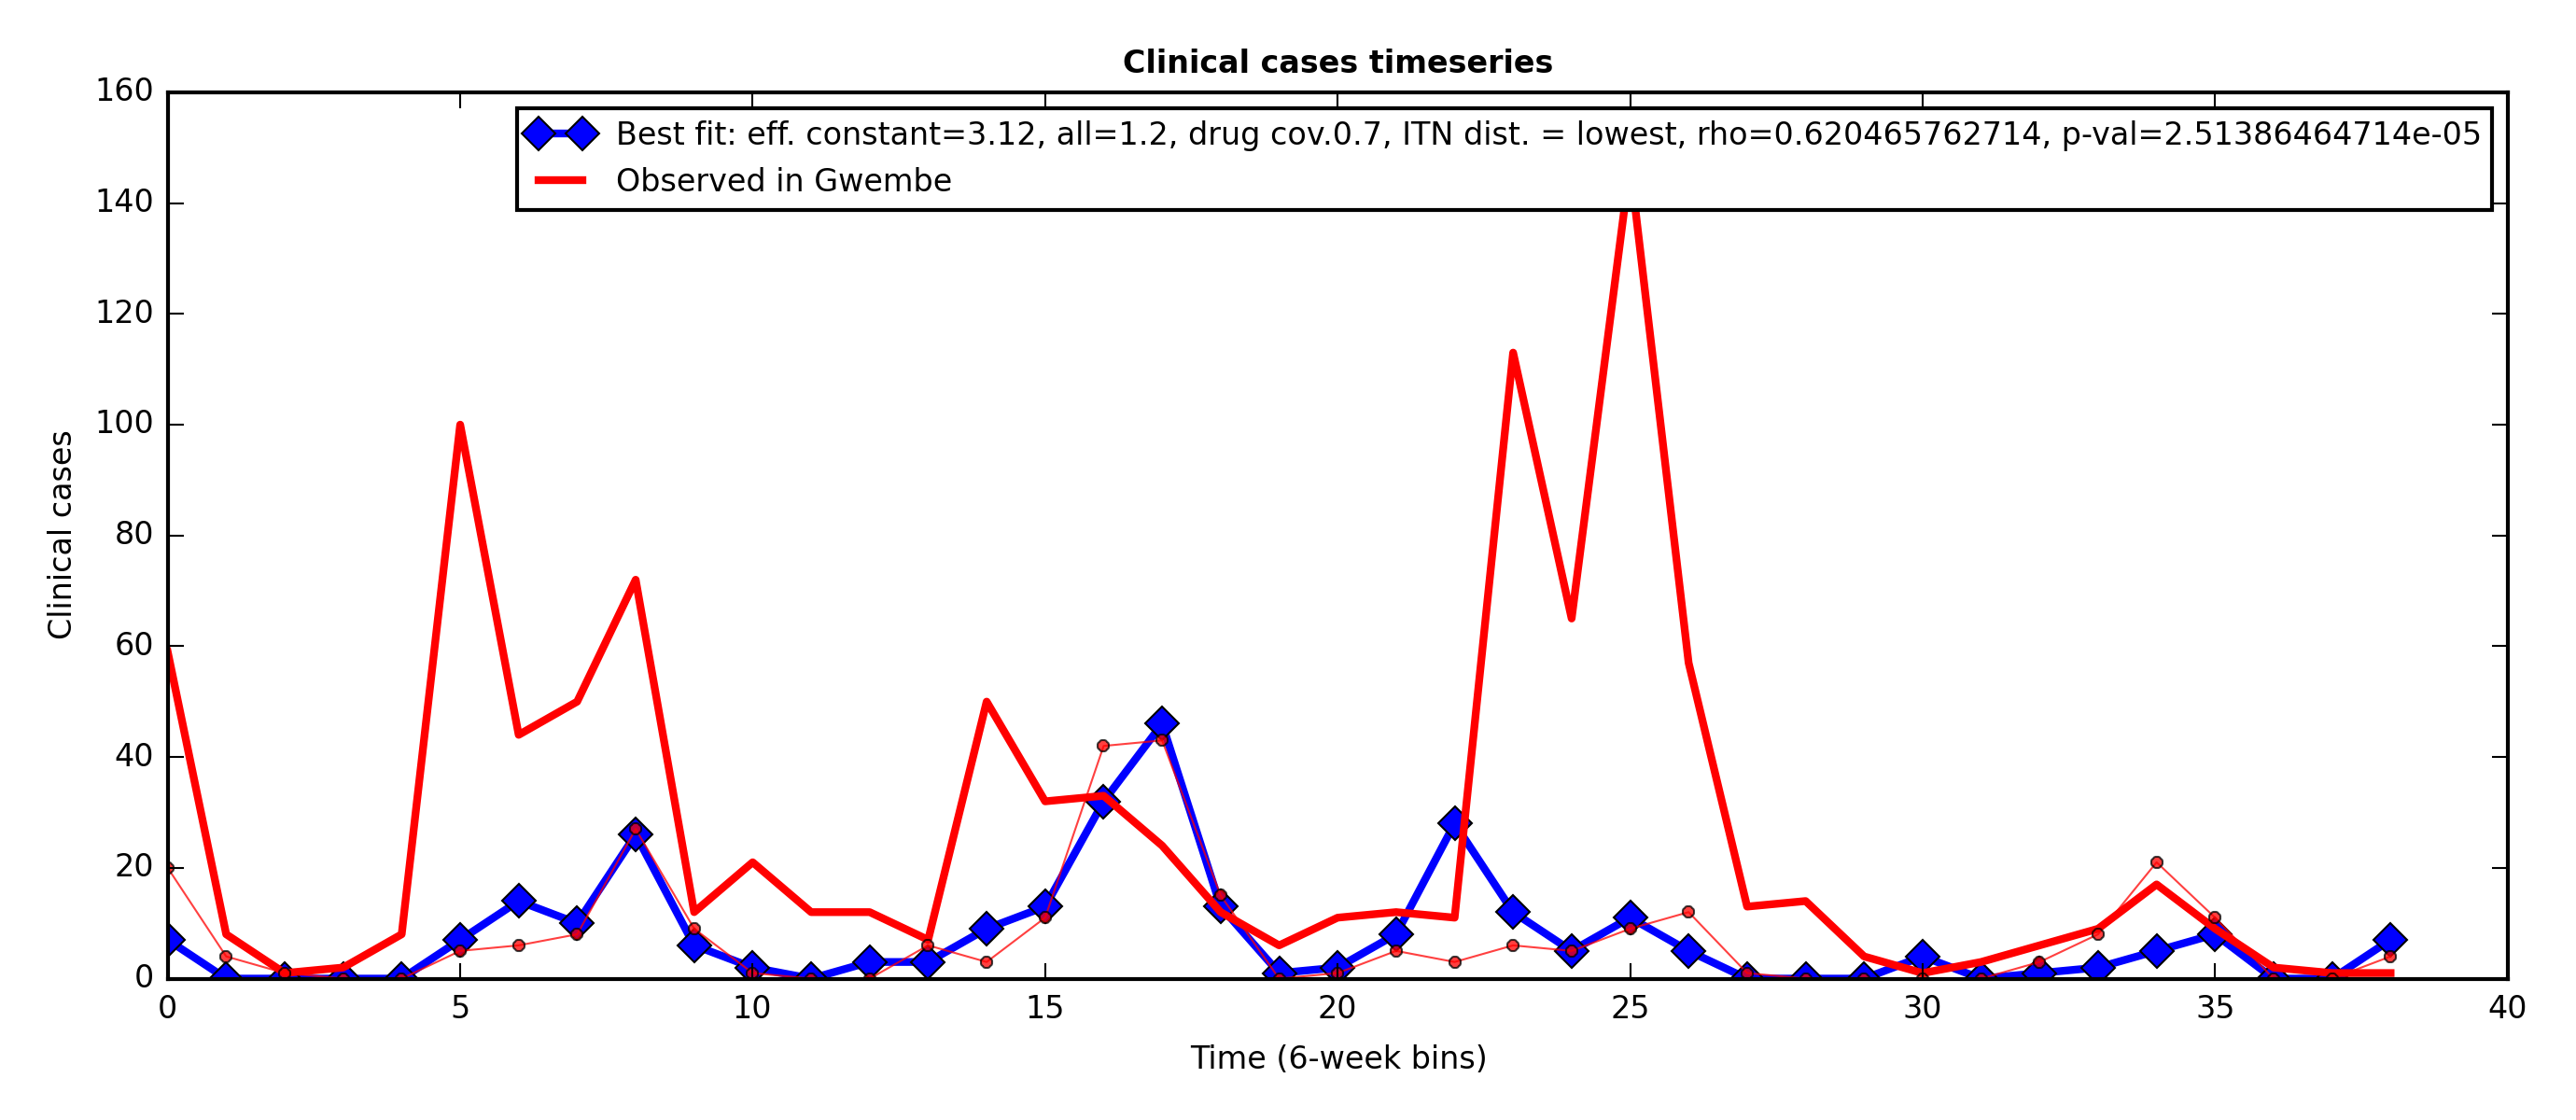 Clinical cases timeseries
160
140
120
100
80
60
40
20
0
Clinical cases
Best fit: eff. constant=3.12, all=1.2, drug cov.0.7, ITN dist. = lowest, rho=0.620465762714, p-val=2.51386464714e-05
Observed in Gwembe
0 5 10 15 20 25 30 35 40
Time (6-week bins)